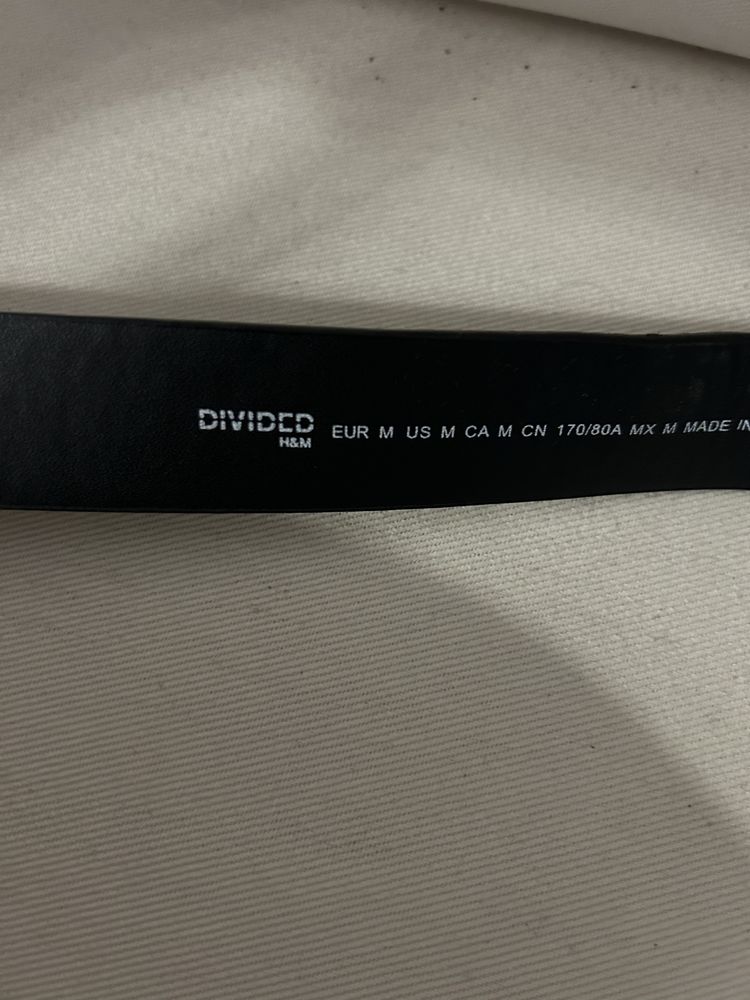 DIVIDED
H&M
EUR M US M CA M CN 170/80A MX M MADE IN